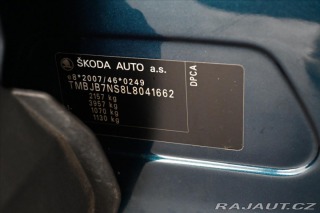 ŠKODA AUTO a.s.
e8*2007/46*0249
TMBJB7NS8L8041662
2157 kg
3957 kg
1070 kg
1130 kg
DPCA
RAJAUT.CZ